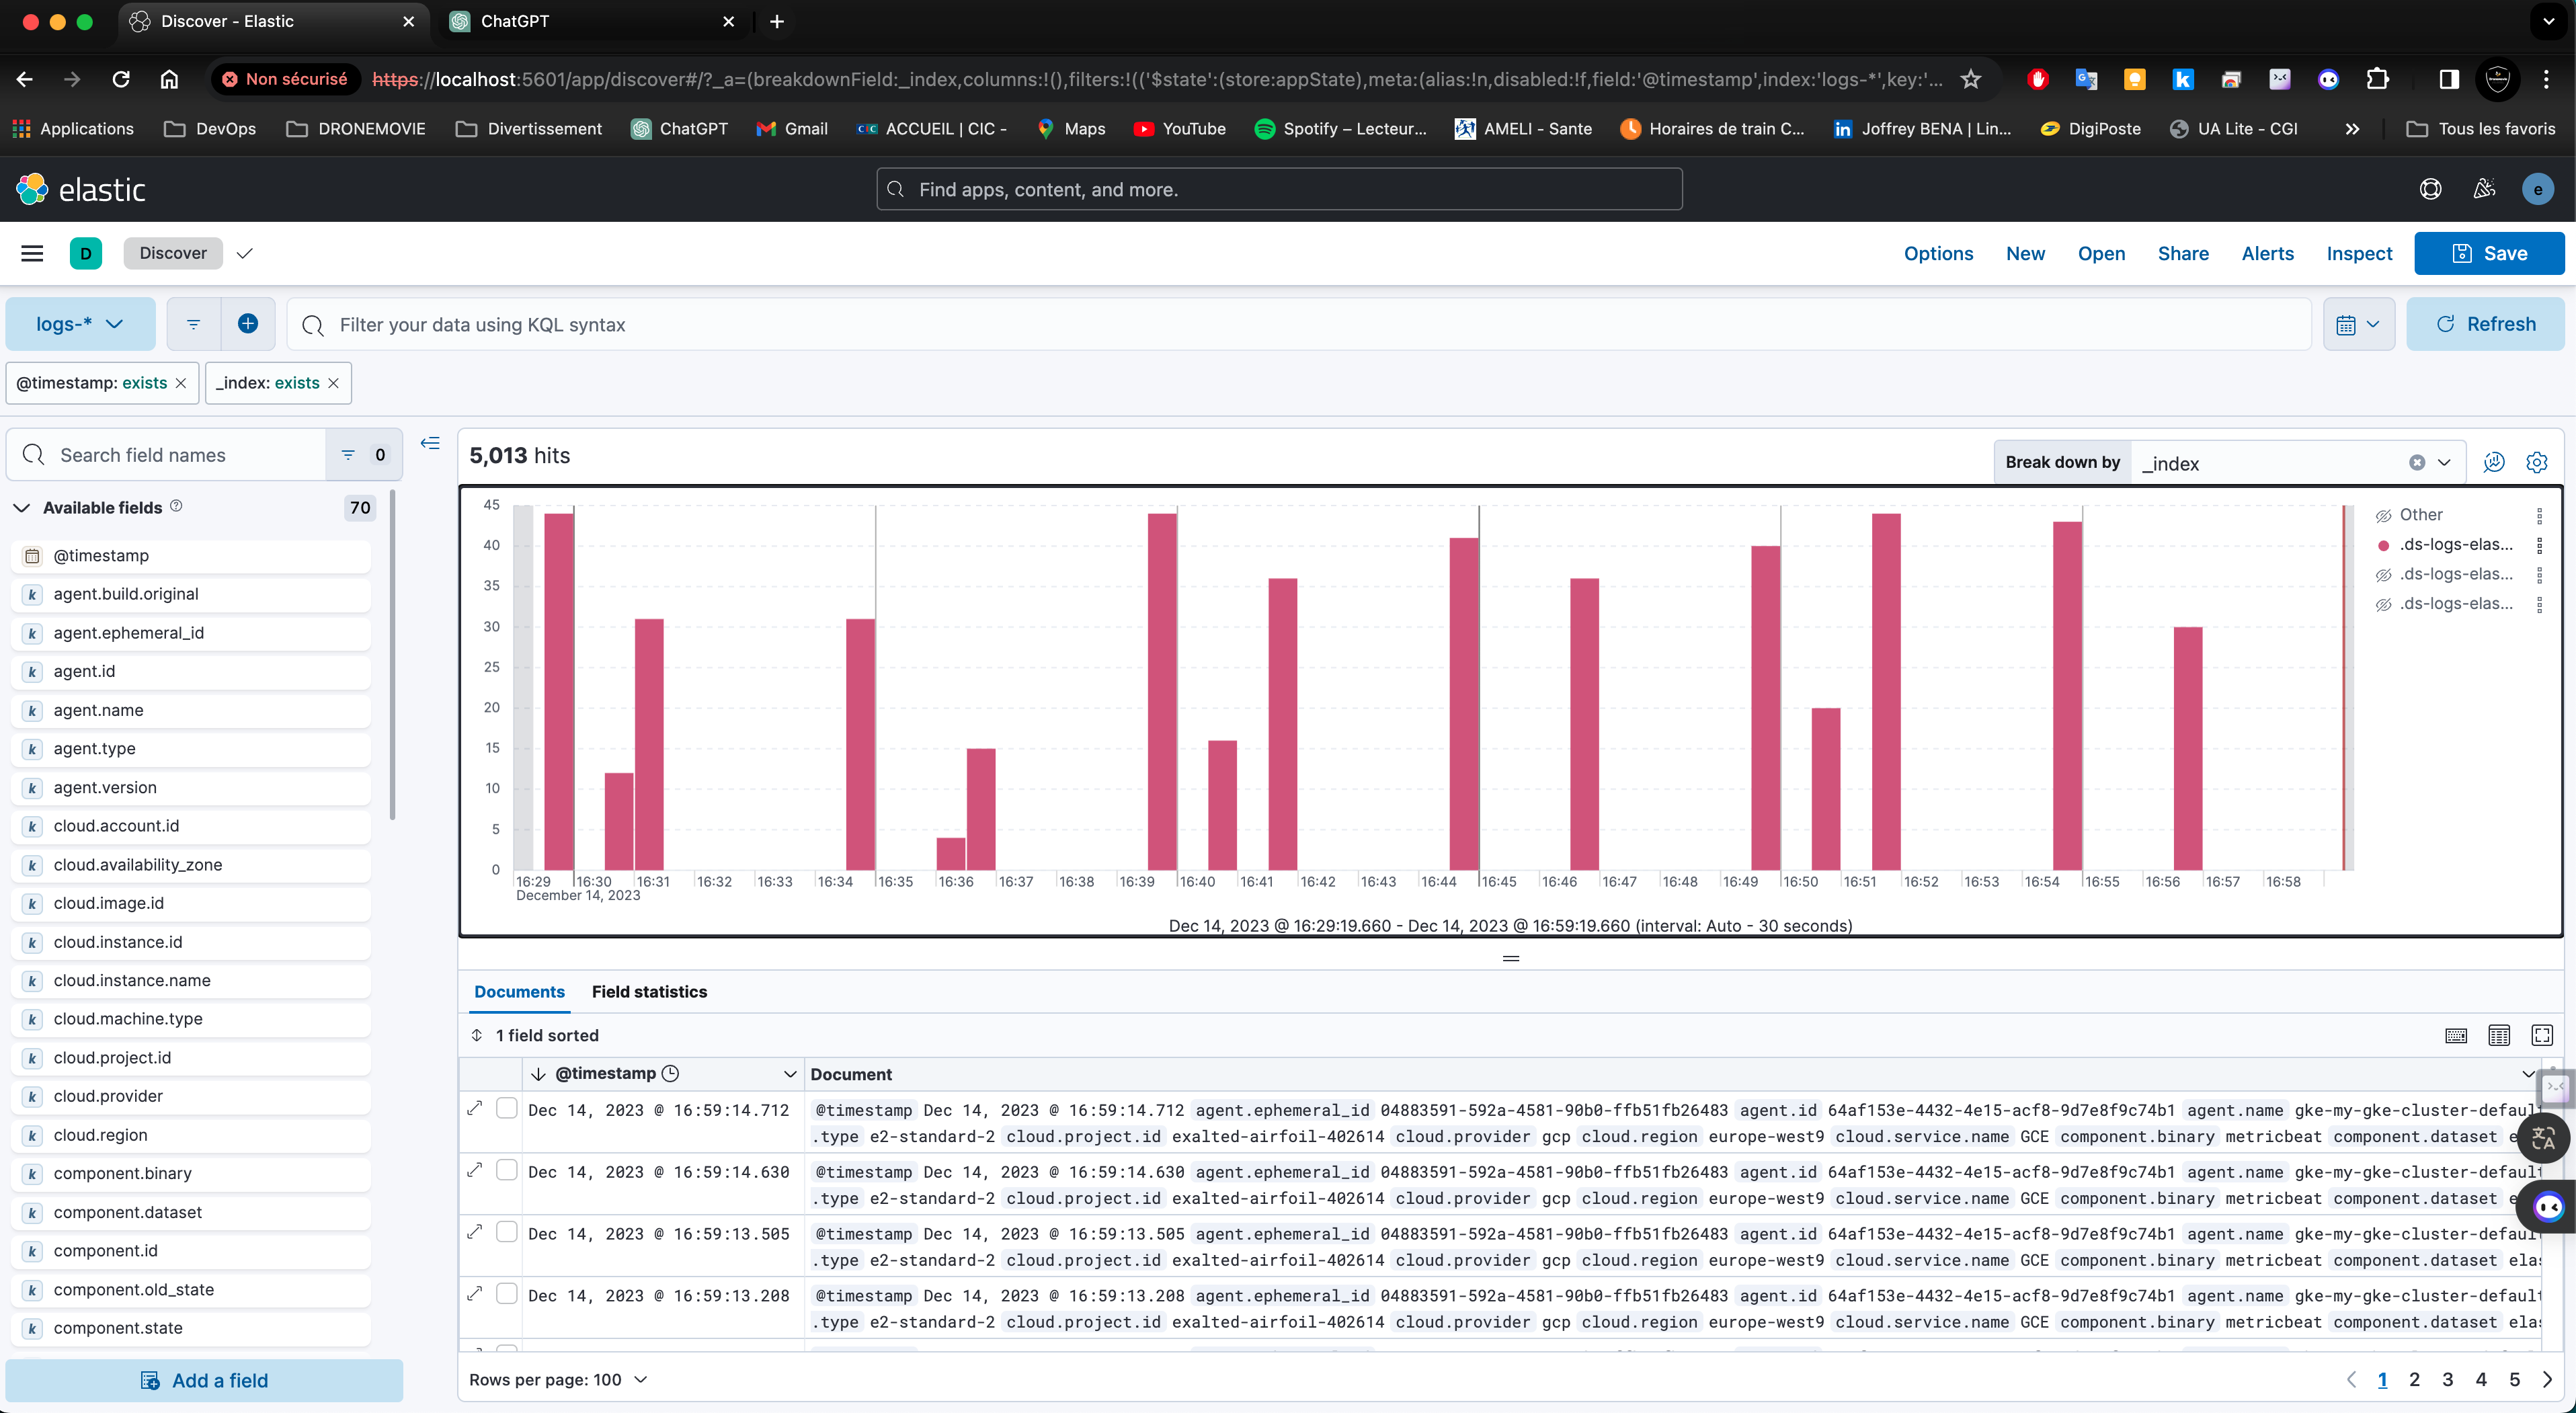 Discover - Elastic
ChatGPT
Non sécurisé
https://localhost:5601/app/discover#/?_a=(breakdownField:_index,columns:!(),filters:!(('$state':(store:appState),meta:(alias:!n,disabled:!f,field:'@timestamp',index:'logs-*',key:'...
Applications
DevOps
DRONEMOVIE
Divertissement
ChatGPT
Gmail
ACCUEIL | CIC -
Maps
YouTube
Spotify – Lecteur...
AMELI - Sante
Horaires de train C...
Joffrey BENA | Lin...
DigiPoste
UA Lite - CGI
Tous les favoris
elastic
Find apps, content, and more.
e
D
Discover
Options
New
Open
Share
Alerts
Inspect
Save
logs-*
Filter your data using KQL syntax
Refresh
@timestamp: exists
_index: exists
Search field names
0
Available fields
70
@timestamp
k agent.build.original
k agent.ephemeral_id
k agent.id
k agent.name
k agent.type
k agent.version
k cloud.account.id
k cloud.availability_zone
k cloud.image.id
k cloud.instance.id
k cloud.instance.name
k cloud.machine.type
k cloud.project.id
k cloud.provider
k cloud.region
k component.binary
k component.dataset
k component.id
k component.old_state
k component.state
Add a field
5,013 hits
Break down by
_index
45
40
35
30
25
20
15
10
5
0
16:29
16:30
16:31
16:32
16:33
16:34
16:35
16:36
16:37
16:38
16:39
16:40
16:41
16:42
16:43
16:44
16:45
16:46
16:47
16:48
16:49
16:50
16:51
16:52
16:53
16:54
16:55
16:56
16:57
16:58
December 14, 2023
Other
.ds-logs-elas...
.ds-logs-elas...
.ds-logs-elas...
Dec 14, 2023 @ 16:29:19.660 - Dec 14, 2023 @ 16:59:19.660 (interval: Auto - 30 seconds)
Documents
Field statistics
1 field sorted
@timestamp
Document
Dec 14, 2023 @ 16:59:14.712
@timestamp Dec 14, 2023 @ 16:59:14.712 agent.ephemeral_id 04883591-592a-4581-90b0-ffb51fb26483 agent.id 64af153e-4432-4e15-acf8-9d7e8f9c74b1 agent.name gke-my-gke-cluster-default
.type e2-standard-2 cloud.project.id exalted-airfoil-402614 cloud.provider gcp cloud.region europe-west9 cloud.service.name GCE component.binary metricbeat component.dataset e
Dec 14, 2023 @ 16:59:14.630
@timestamp Dec 14, 2023 @ 16:59:14.630 agent.ephemeral_id 04883591-592a-4581-90b0-ffb51fb26483 agent.id 64af153e-4432-4e15-acf8-9d7e8f9c74b1 agent.name gke-my-gke-cluster-default
.type e2-standard-2 cloud.project.id exalted-airfoil-402614 cloud.provider gcp cloud.region europe-west9 cloud.service.name GCE component.binary metricbeat component.dataset e
Dec 14, 2023 @ 16:59:13.505
@timestamp Dec 14, 2023 @ 16:59:13.505 agent.ephemeral_id 04883591-592a-4581-90b0-ffb51fb26483 agent.id 64af153e-4432-4e15-acf8-9d7e8f9c74b1 agent.name gke-my-gke-cluster-default
.type e2-standard-2 cloud.project.id exalted-airfoil-402614 cloud.provider gcp cloud.region europe-west9 cloud.service.name GCE component.binary metricbeat component.dataset elas
Dec 14, 2023 @ 16:59:13.208
@timestamp Dec 14, 2023 @ 16:59:13.208 agent.ephemeral_id 04883591-592a-4581-90b0-ffb51fb26483 agent.id 64af153e-4432-4e15-acf8-9d7e8f9c74b1 agent.name gke-my-gke-cluster-default
.type e2-standard-2 cloud.project.id exalted-airfoil-402614 cloud.provider gcp cloud.region europe-west9 cloud.service.name GCE component.binary metricbeat component.dataset elas
Rows per page: 100
1
2
3
4
5